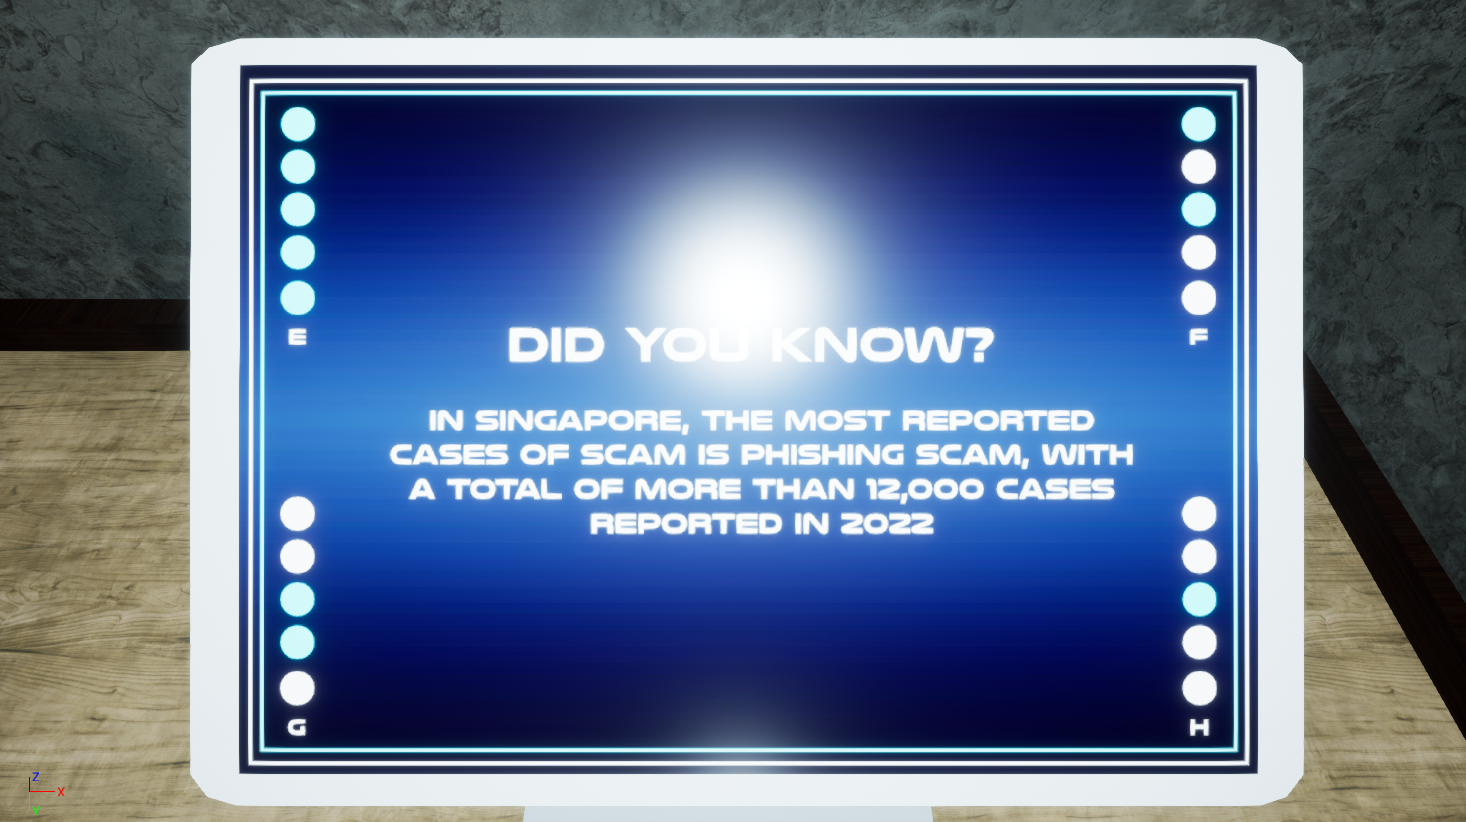 E
F
DID YOU KNOW?
IN SINGAPORE, THE MOST REPORTED
CASES OF SCAM IS PHISHING SCAM, WITH
A TOTAL OF MORE THAN 12,000 CASES
REPORTED IN 2022
G
H
Z
X
Y